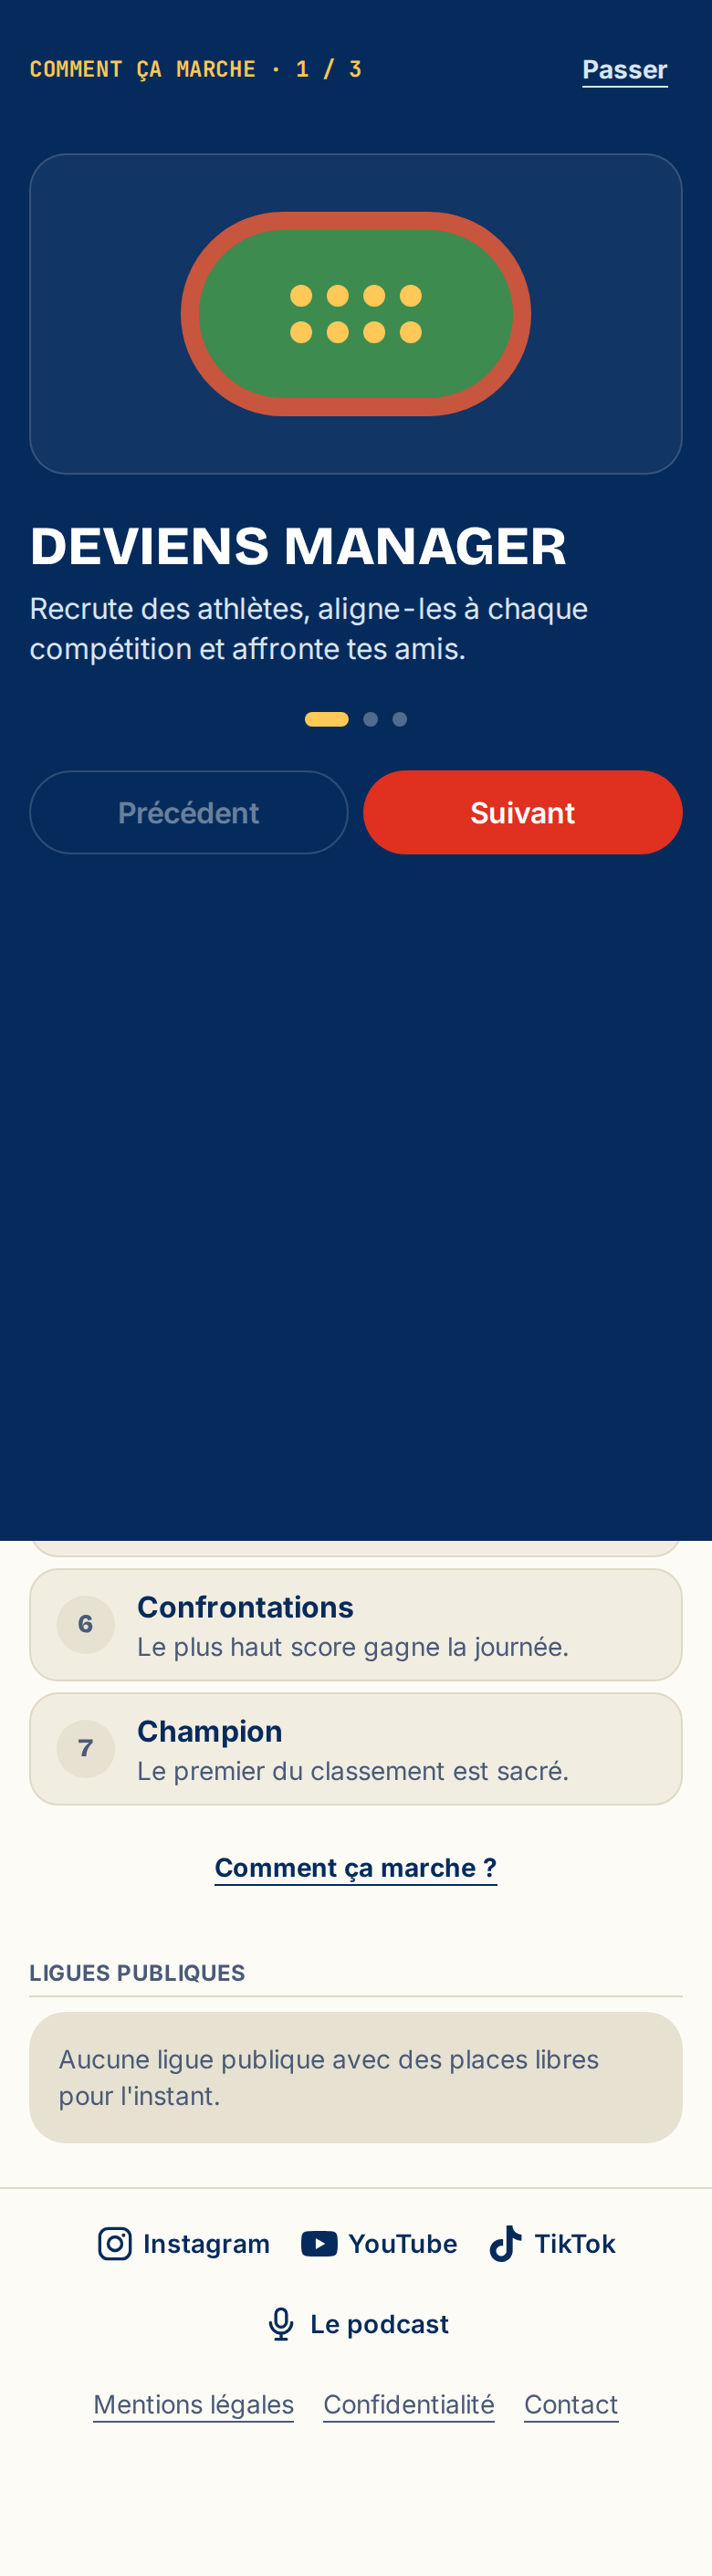 COMMENT ÇA MARCHE · 1 / 3
Passer
DEVIENS MANAGER
Recrute des athlètes, aligne-les à chaque
compétition et affronte tes amis.
Précédent
Suivant
6
Confrontations
Le plus haut score gagne la journée.
7
Champion
Le premier du classement est sacré.
Comment ça marche ?
LIGUES PUBLIQUES
Aucune ligue publique avec des places libres
pour l'instant.
Instagram
YouTube
TikTok
Le podcast
Mentions légales
Confidentialité
Contact